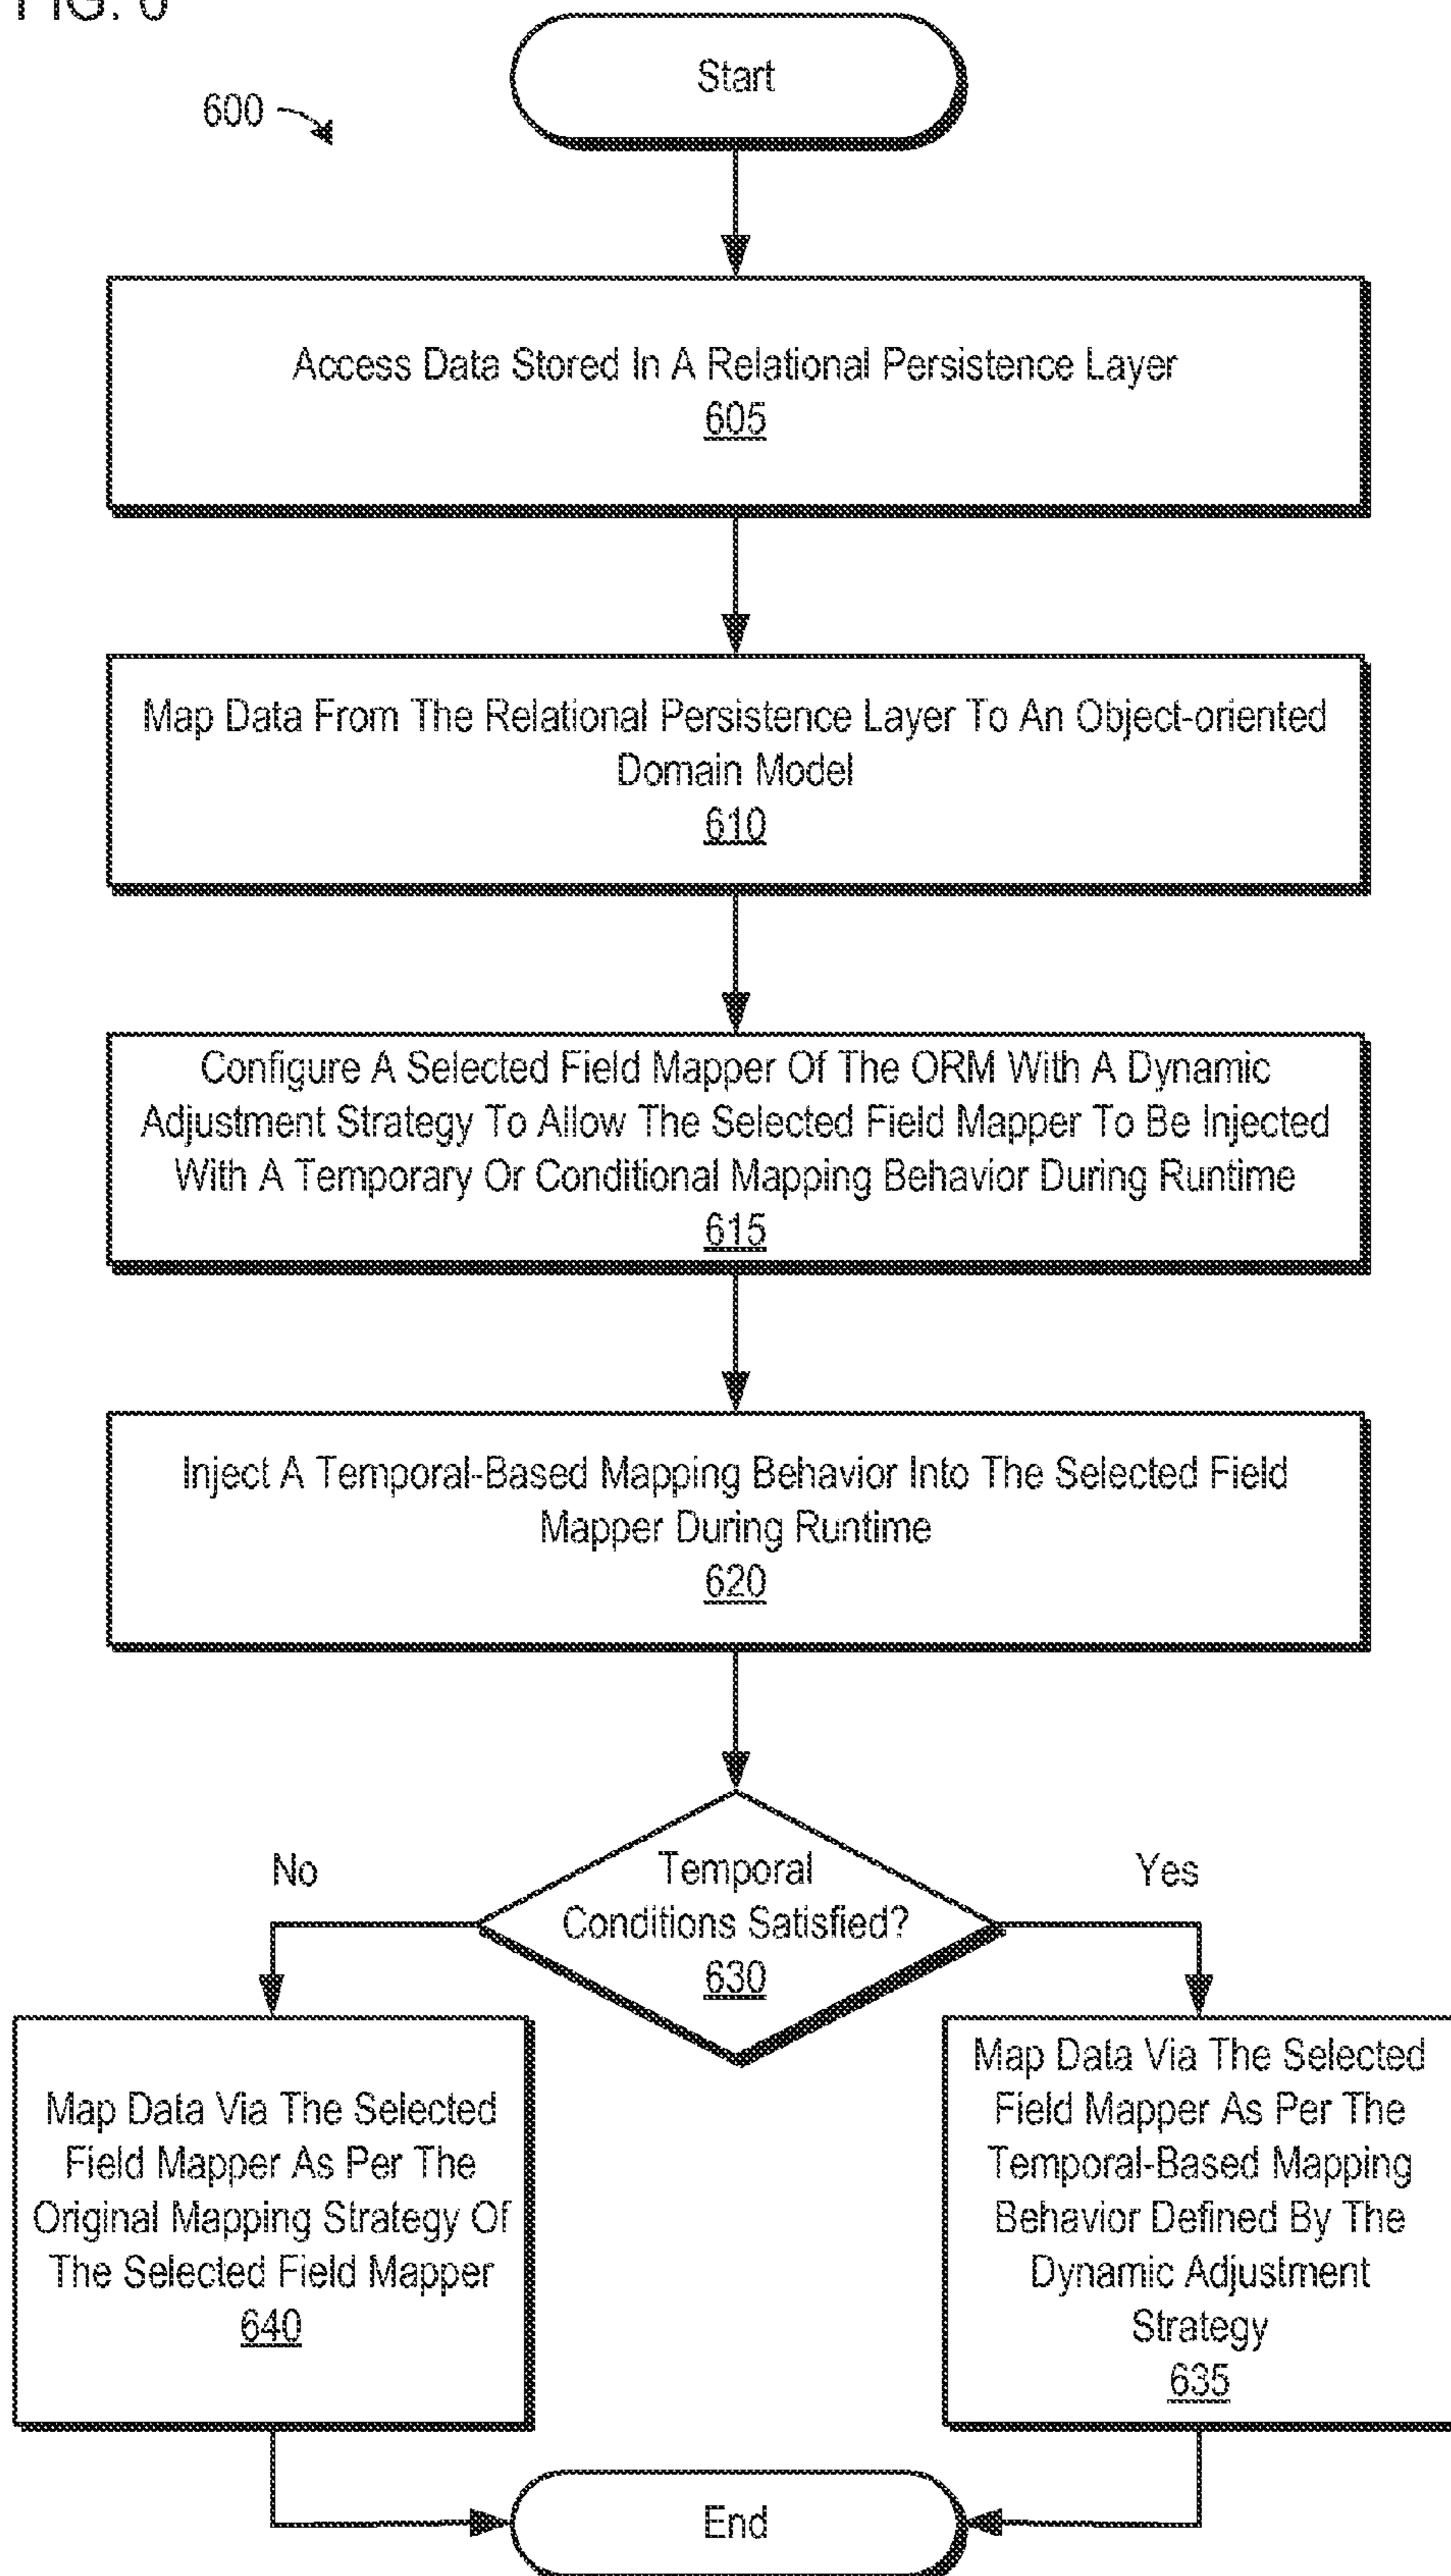 FIG. 6
600
Start
Access Data Stored In A Relational Persistence Layer
605
Map Data From The Relational Persistence Layer To An Object-oriented
Domain Model
610
Configure A Selected Field Mapper Of The ORM With A Dynamic
Adjustment Strategy To Allow The Selected Field Mapper To Be Injected
With A Temporary Or Conditional Mapping Behavior During Runtime
615
Inject A Temporal-Based Mapping Behavior Into The Selected Field
Mapper During Runtime
620
Temporal
Conditions Satisfied?
630
No
Yes
Map Data Via The Selected
Field Mapper As Per The
Original Mapping Strategy Of
The Selected Field Mapper
640
Map Data Via The Selected
Field Mapper As Per The
Temporal-Based Mapping
Behavior Defined By The
Dynamic Adjustment
Strategy
635
End